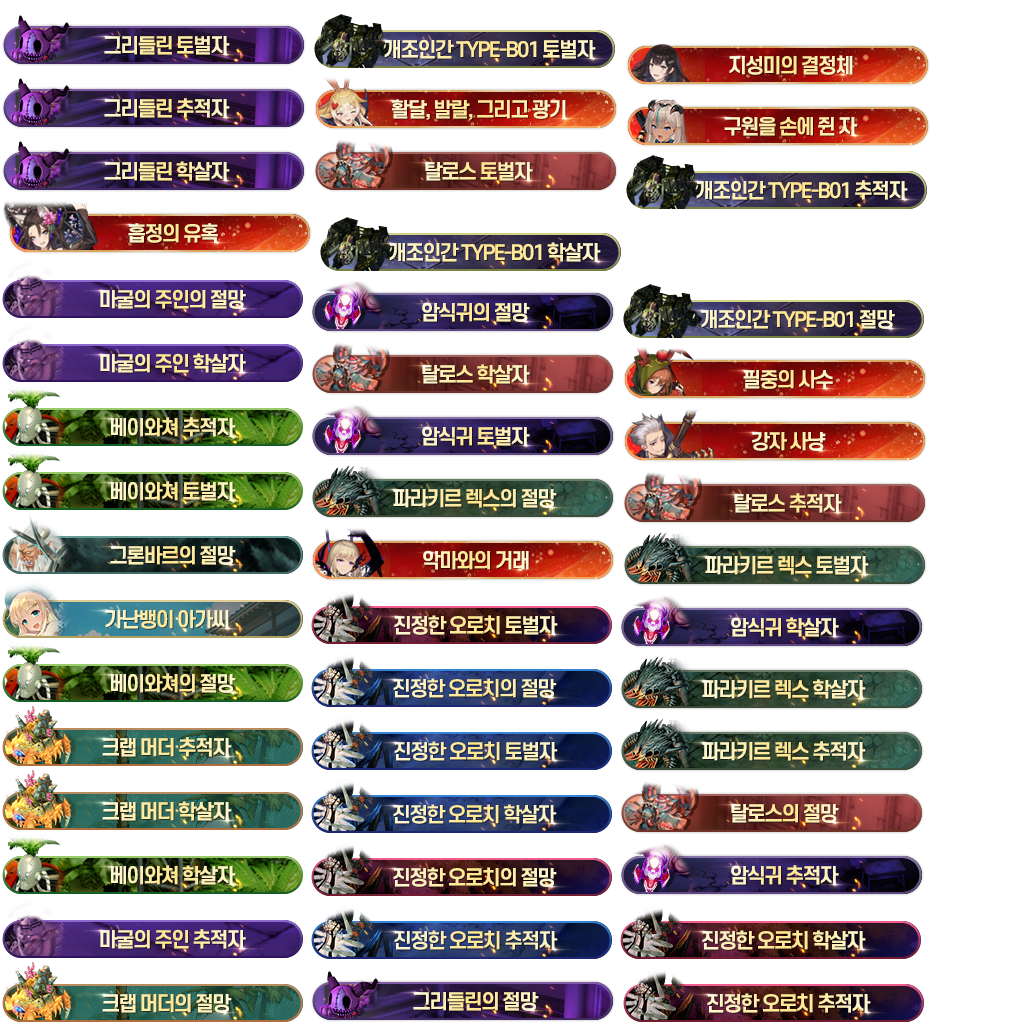 그리들린 토벌자
그리들린 추적자
그리들린 학살자
흡정의 유혹
마굴의 주인의 절망
마굴의 주인 학살자
베이와쳐 추적자
베이와쳐 토벌자
그론바르의 절망
가난뱅이 아가씨
베이와쳐의 절망
크랩 머더 추적자
크랩 머더 학살자
베이와쳐 학살자
마굴의 주인 추적자
크랩 머더의 절망
개조인간 TYPE-B01 토벌자
활달, 발랄, 그리고 광기
탈로스 토벌자
개조인간 TYPE-B01 학살자
암식귀의 절망
탈로스 학살자
암식귀 토벌자
파라키르 렉스의 절망
악마와의 거래
진정한 오로치 토벌자
진정한 오로치의 절망
진정한 오로치 토벌자
진정한 오로치 학살자
진정한 오로치의 절망
진정한 오로치 추적자
그리들린의 절망
지성미의 결정체
구원을 손에 쥔 자
개조인간 TYPE-B01 추적자
개조인간 TYPE-B01 절망
필중의 사수
강자 사냥
탈로스 추적자
파라키르 렉스 토벌자
암식귀 학살자
파라키르 렉스 학살자
파라키르 렉스 추적자
탈로스의 절망
암식귀 추적자
진정한 오로치 학살자
진정한 오로치 추적자